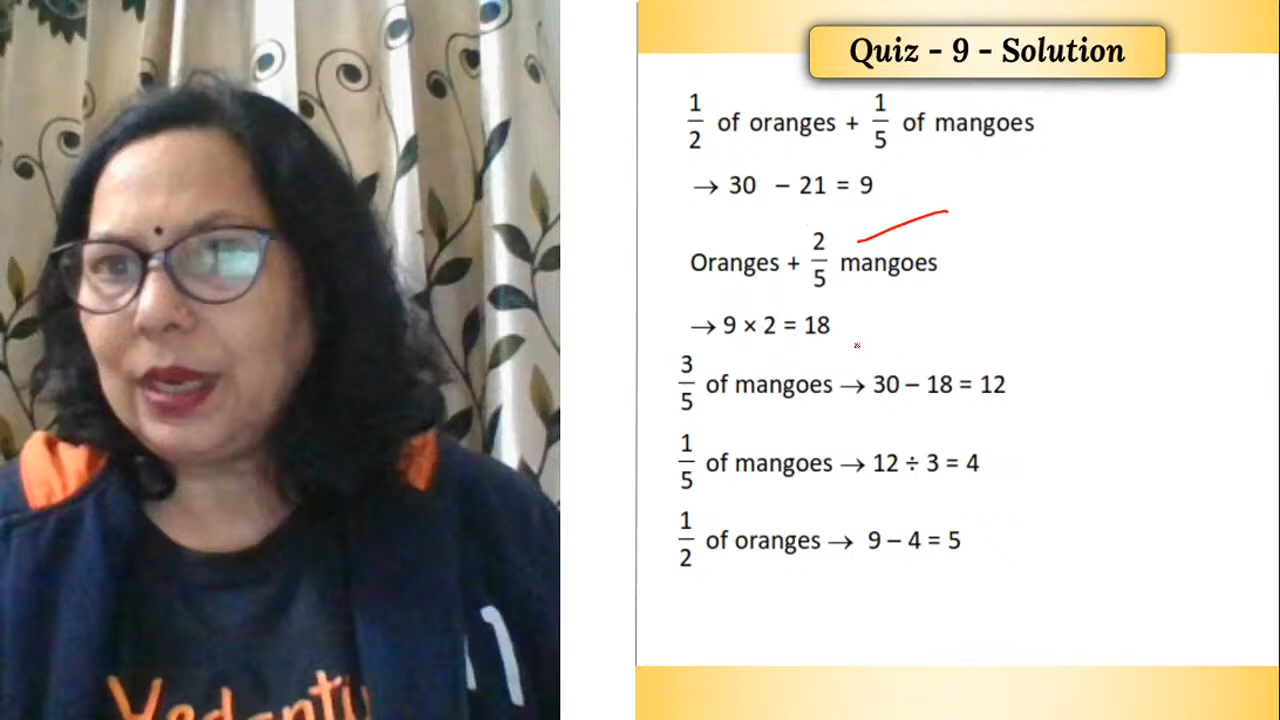 Quiz - 9 - Solution
1/2 of oranges + 1/5 of mangoes
→ 30 – 21 = 9
Oranges + 2/5 mangoes
→ 9 × 2 = 18
3/5 of mangoes → 30 – 18 = 12
1/5 of mangoes → 12 ÷ 3 = 4
1/2 of oranges → 9 – 4 = 5